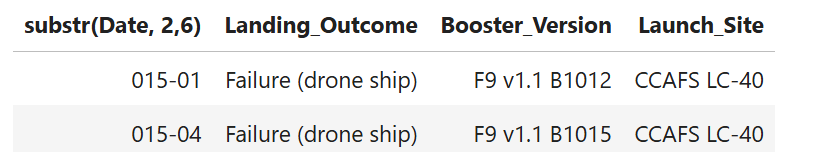 substr(Date, 2,6) Landing_Outcome Booster_Version Launch_Site
015-01 Failure (drone ship) F9 v1.1 B1012 CCAFS LC-40
015-04 Failure (drone ship) F9 v1.1 B1015 CCAFS LC-40